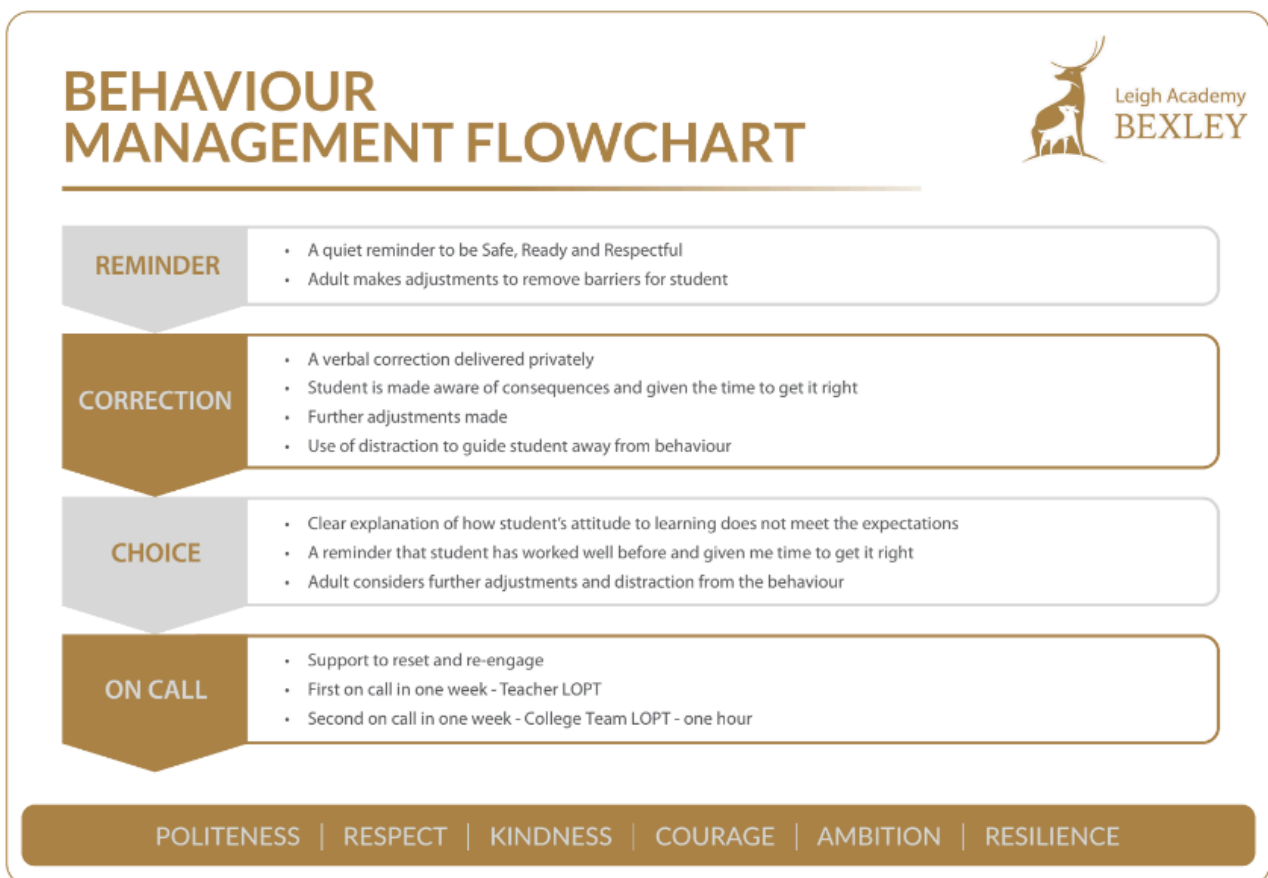 BEHAVIOUR
MANAGEMENT FLOWCHART
Leigh Academy
BEXLEY
REMINDER
• A quiet reminder to be Safe, Ready and Respectful
• Adult makes adjustments to remove barriers for student
CORRECTION
• A verbal correction delivered privately
• Student is made aware of consequences and given the time to get it right
• Further adjustments made
• Use of distraction to guide student away from behaviour
CHOICE
• Clear explanation of how student's attitude to learning does not meet the expectations
• A reminder that student has worked well before and given me time to get it right
• Adult considers further adjustments and distraction from the behaviour
ON CALL
• Support to reset and re-engage
• First on call in one week - Teacher LOPT
• Second on call in one week - College Team LOPT - one hour
POLITENESS | RESPECT | KINDNESS | COURAGE | AMBITION | RESILIENCE